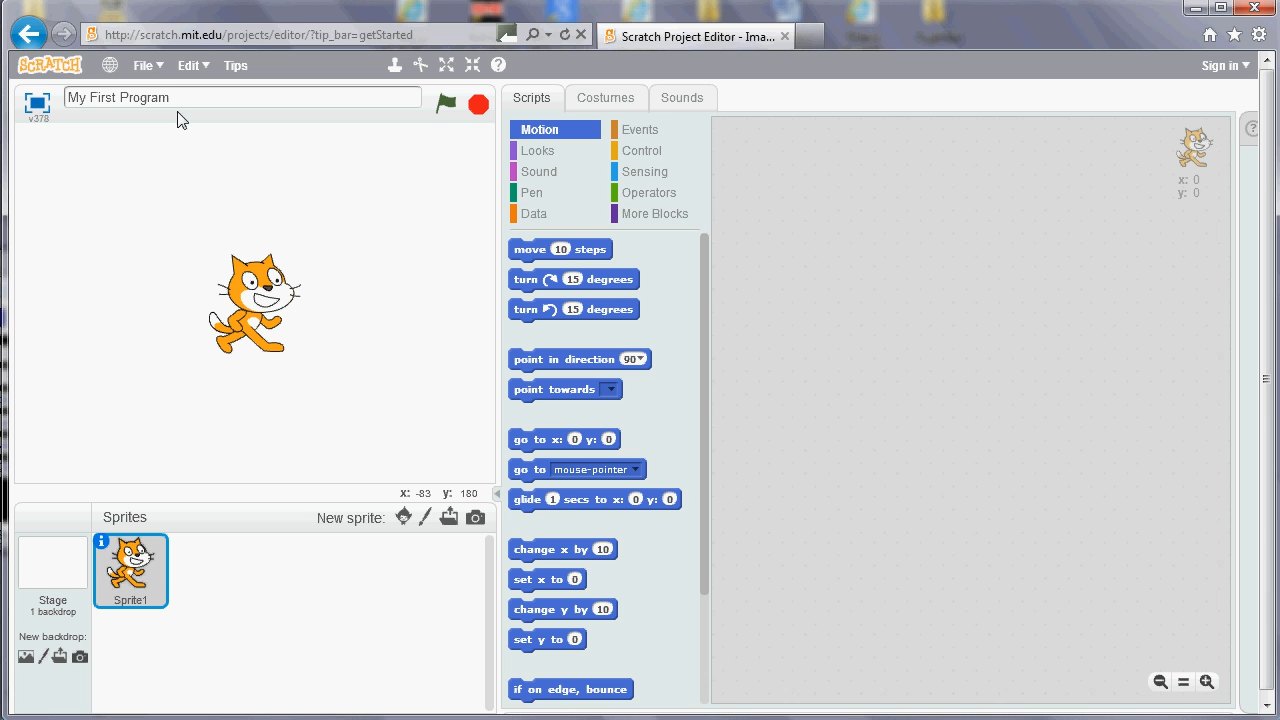 http://scratch.mit.edu/projects/editor/?tip_bar=getStarted
Scratch Project Editor - Ima...
SCRATCH
File
Edit
Tips
Sign in
v378
My First Program
Scripts
Costumes
Sounds
Motion
Events
Looks
Control
Sound
Sensing
Pen
Operators
Data
More Blocks
x: 0
y: 0
move 10 steps
turn 15 degrees
turn 15 degrees
point in direction 90
point towards
go to x: 0 y: 0
go to mouse-pointer
glide 1 secs to x: 0 y: 0
change x by 10
set x to 0
change y by 10
set y to 0
if on edge, bounce
x: -83 y: 180
Sprites
New sprite:
Sprite1
Stage
1 backdrop
New backdrop: